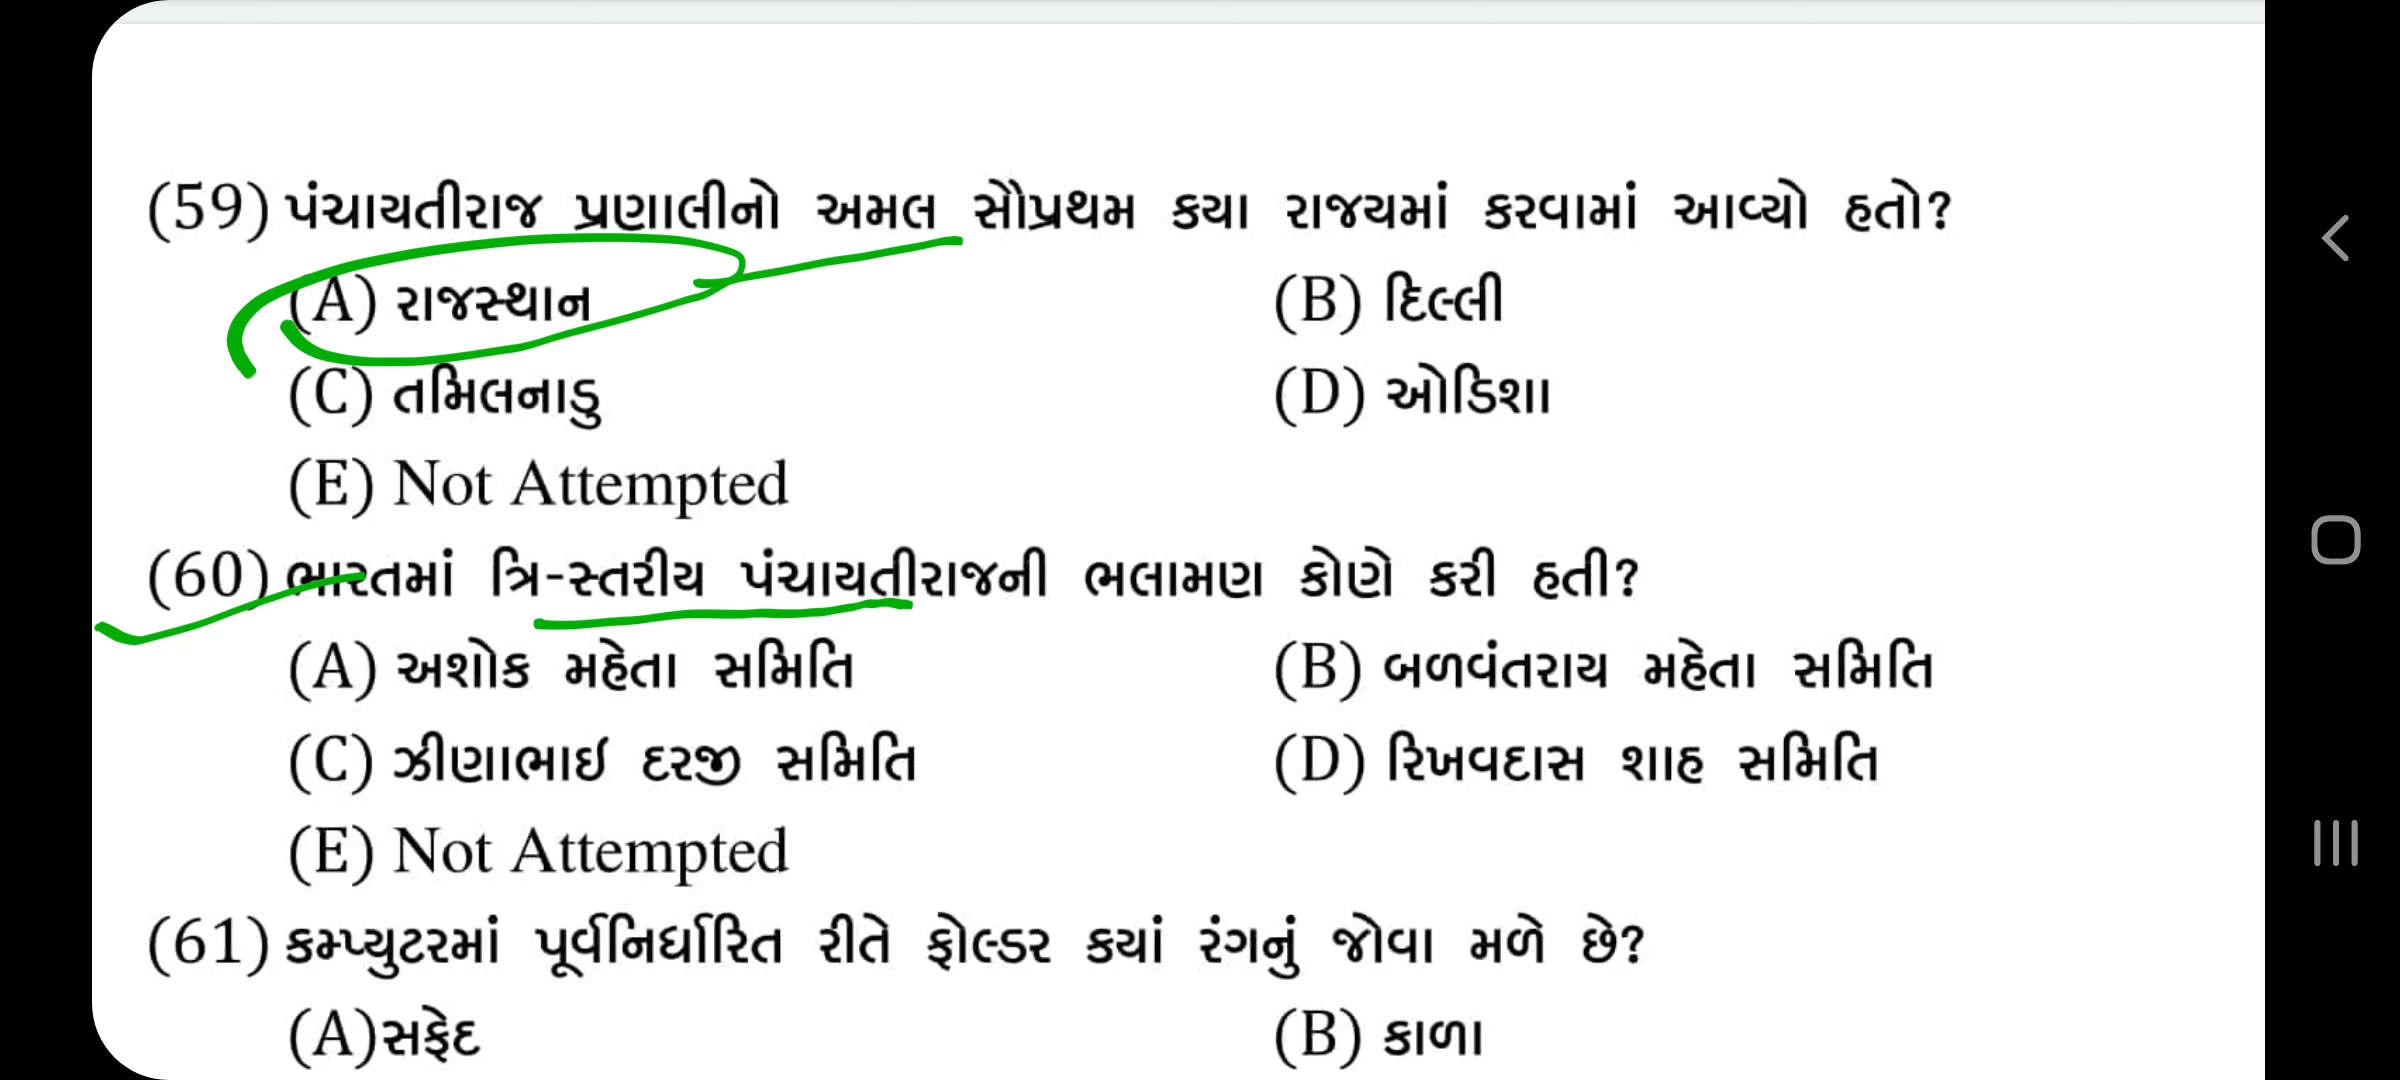 (59) પંચાયતીરાજ પ્રણાલીનો અમલ સૌપ્રથમ કયા રાજયમાં કરવામાં આવ્યો હતો?
(A) રાજસ્થાન (B) દિલ્લી
(C) તમિલનાડુ (D) ઓડિશા
(E) Not Attempted
(60) ભારતમાં ત્રિ-સ્તરીય પંચાયતીરાજની ભલામણ કોણે કરી હતી?
(A) અશોક મહેતા સમિતિ (B) બળવંતરાય મહેતા સમિતિ
(C) ઝીણાભાઈ દરજી સમિતિ (D) રિખવદાસ શાહ સમિતિ
(E) Not Attempted
(61) કમ્પ્યુટરમાં પૂર્વનિર્ધારિત રીતે ફોલ્ડર ક્યાં રંગનું જોવા મળે છે?
(A)સફેદ (B) કાળા